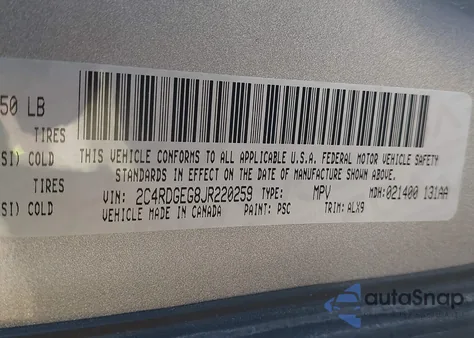 50 LB
TIRES
SI) COLD
TIRES
SI) COLD
THIS VEHICLE CONFORMS TO ALL APPLICABLE U.S.A. FEDERAL MOTOR VEHICLE SAFETY
STANDARDS IN EFFECT ON THE DATE OF MANUFACTURE SHOWN ABOVE.
VIN: 2C4RDGEG8JR220259 TYPE: MPV MDH:021400 131AA
VEHICLE MADE IN CANADA PAINT: PSC TRIM: ALX9
autoSnap